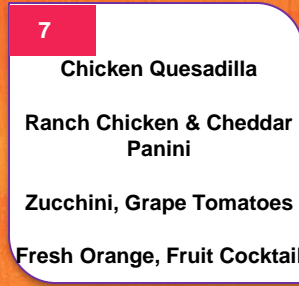 7
Chicken Quesadilla
Ranch Chicken & Cheddar
Panini
Zucchini, Grape Tomatoes
Fresh Orange, Fruit Cocktail